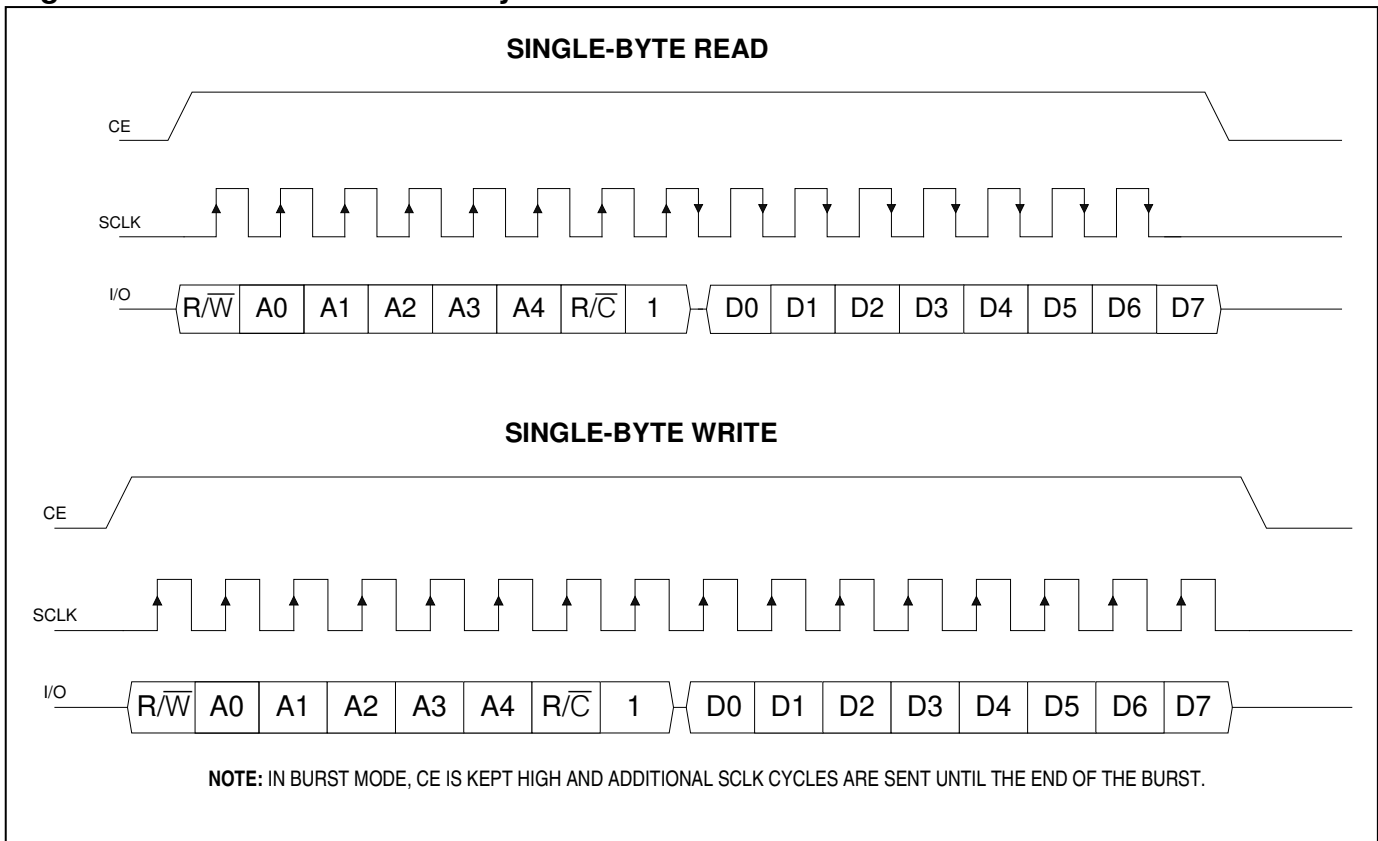 SINGLE-BYTE READ
CE
SCLK
I/O R/W̅ A0 A1 A2 A3 A4 R/C̅ 1 D0 D1 D2 D3 D4 D5 D6 D7
SINGLE-BYTE WRITE
CE
SCLK
I/O R/W̅ A0 A1 A2 A3 A4 R/C̅ 1 D0 D1 D2 D3 D4 D5 D6 D7
NOTE: IN BURST MODE, CE IS KEPT HIGH AND ADDITIONAL SCLK CYCLES ARE SENT UNTIL THE END OF THE BURST.